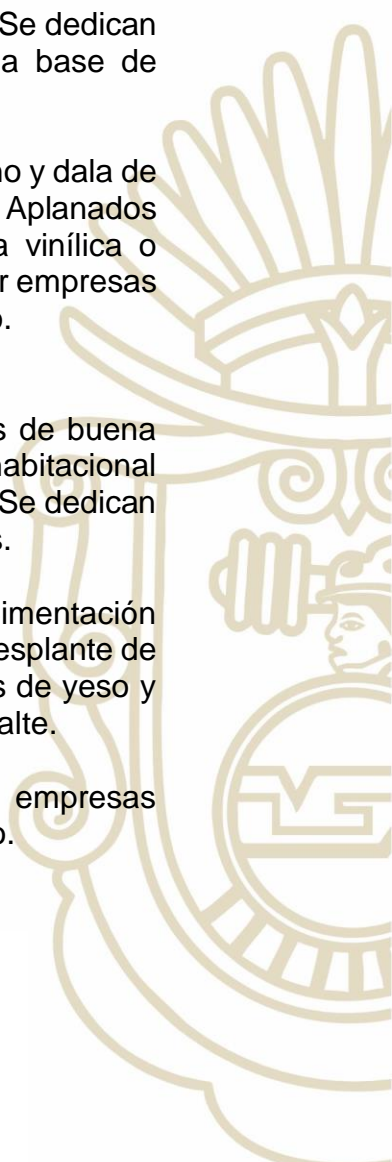 Se dedican
a base de
no y dala de
Aplanados
a vinílica o
r empresas
o.
s de buena
habitacional
Se dedican
s.
imentación
esplante de
s de yeso y
alte.
empresas
o.